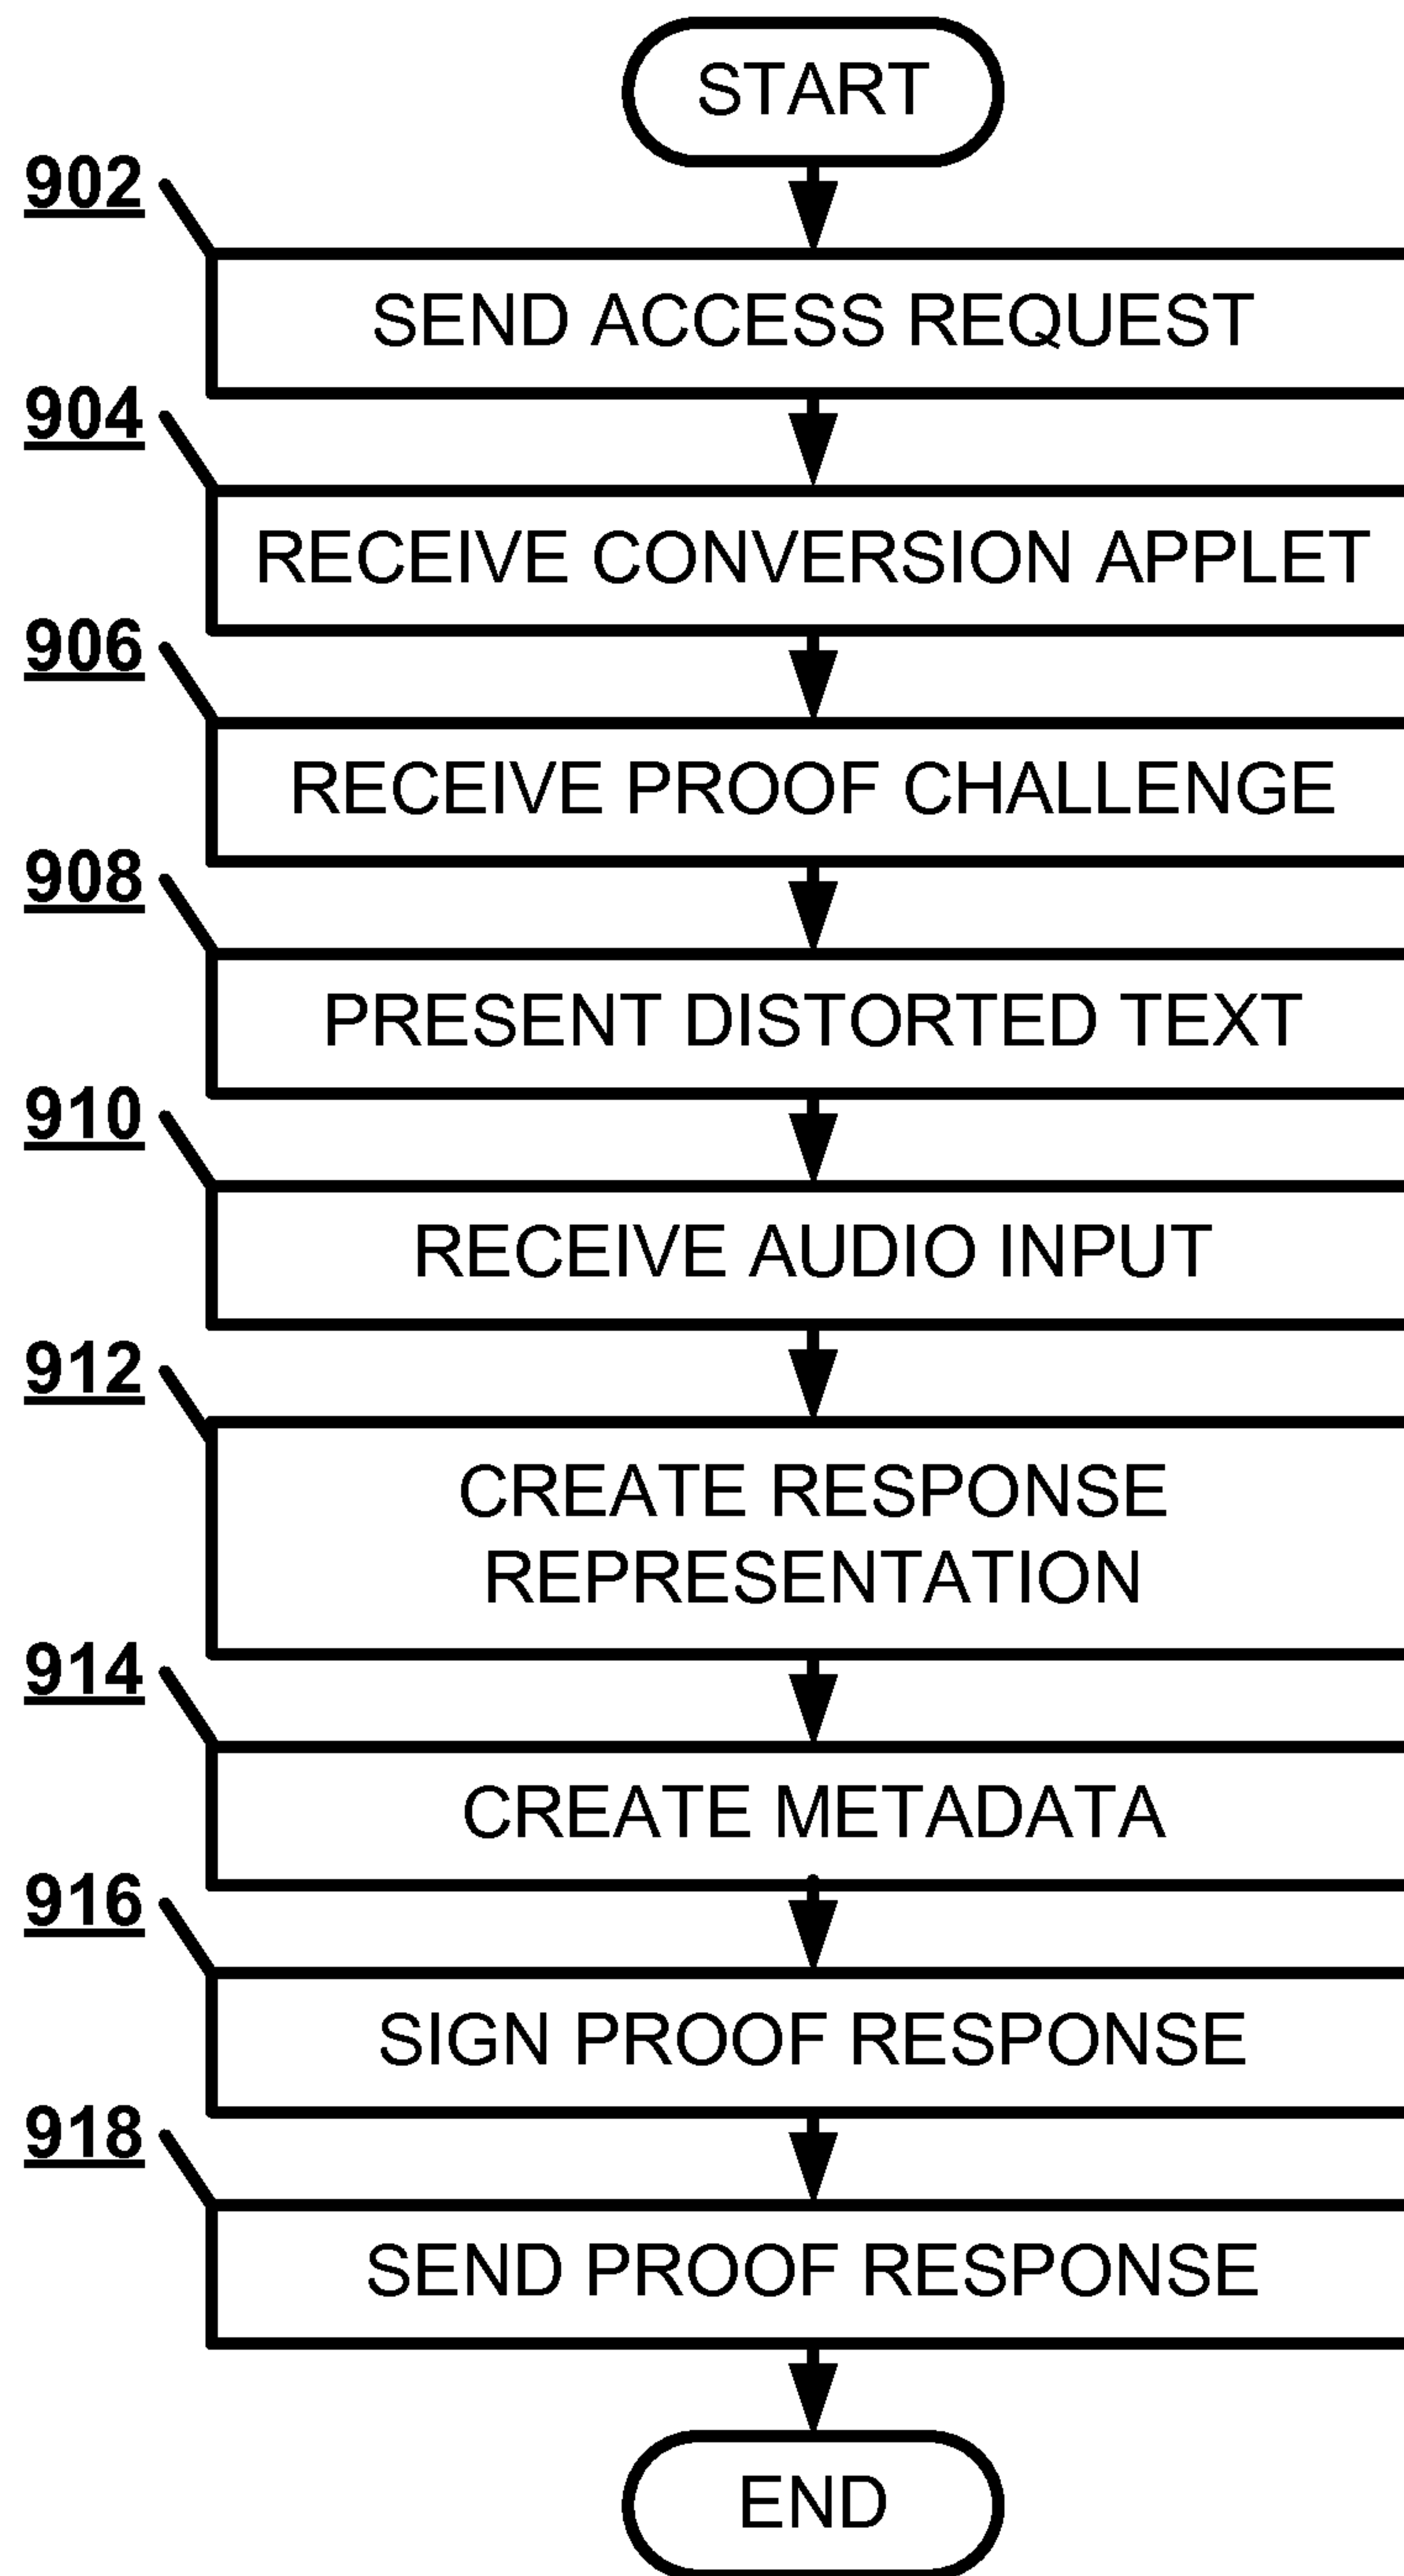 START
902
SEND ACCESS REQUEST
904
RECEIVE CONVERSION APPLET
906
RECEIVE PROOF CHALLENGE
908
PRESENT DISTORTED TEXT
910
RECEIVE AUDIO INPUT
912
CREATE RESPONSE
REPRESENTATION
914
CREATE METADATA
916
SIGN PROOF RESPONSE
918
SEND PROOF RESPONSE
END